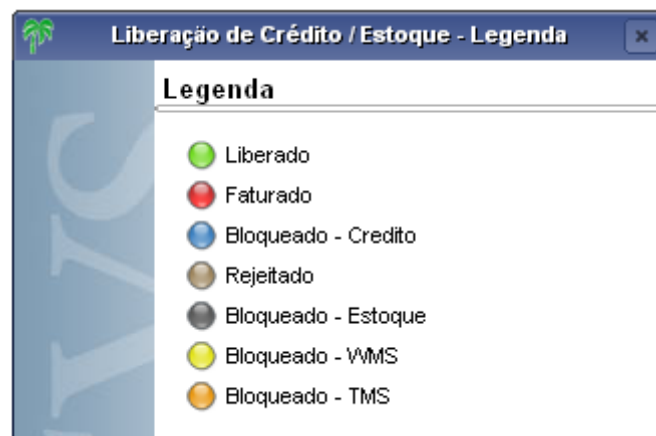 Liberação de Crédito / Estoque - Legenda
Legenda
Liberado
Faturado
Bloqueado - Credito
Rejeitado
Bloqueado - Estoque
Bloqueado - WMS
Bloqueado - TMS